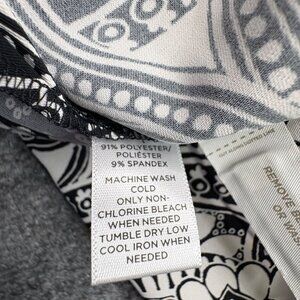 91% POLYESTER/
POLIÉSTER
9% SPANDEX
MACHINE WASH
COLD
ONLY NON-
CHLORINE BLEACH
WHEN NEEDED
TUMBLE DRY LOW
COOL IRON WHEN
NEEDED
REMOVE
OR WA